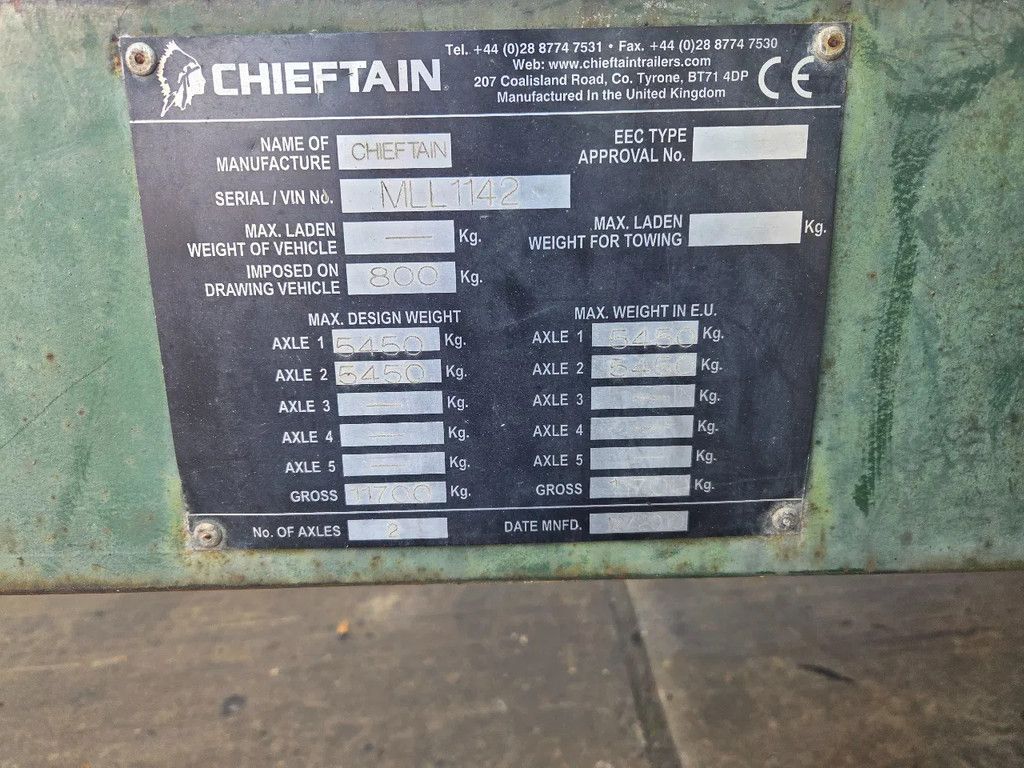 CHIEFTAIN
Tel. +44 (0)28 8774 7531 • Fax. +44 (0)28 8774 7530
Web: www.chieftaintrailers.com
207 Coalisland Road, Co. Tyrone, BT71 4DP
Manufactured In the United Kingdom
CE
NAME OF MANUFACTURE CHIEFTAIN
EEC TYPE APPROVAL No.
SERIAL / VIN No. MLL1142
MAX. LADEN WEIGHT OF VEHICLE — Kg.
MAX. LADEN WEIGHT FOR TOWING — Kg.
IMPOSED ON DRAWING VEHICLE 800 Kg.
MAX. DESIGN WEIGHT
AXLE 1 5450 Kg.
AXLE 2 5450 Kg.
AXLE 3 — Kg.
AXLE 4 — Kg.
AXLE 5 — Kg.
GROSS 11700 Kg.
MAX. WEIGHT IN E.U.
AXLE 1 5450 Kg.
AXLE 2 5450 Kg.
AXLE 3 — Kg.
AXLE 4 — Kg.
AXLE 5 — Kg.
GROSS Kg.
No. OF AXLES 2
DATE MNFD.